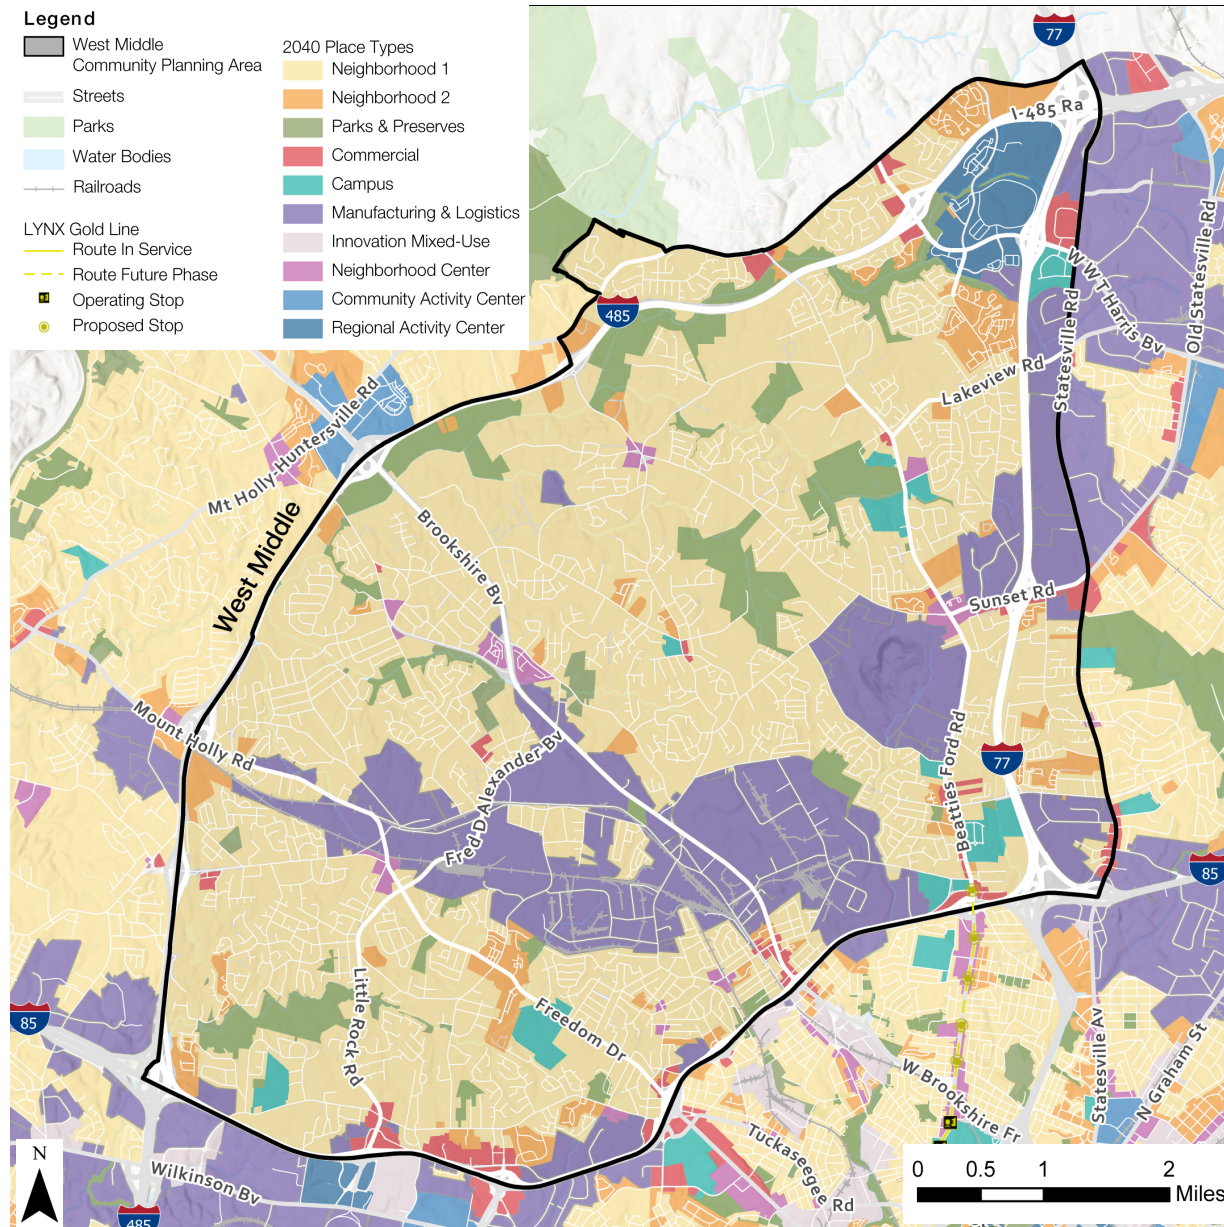 Legend
West Middle
Community Planning Area
Streets
Parks
Water Bodies
Railroads
LYNX Gold Line
Route In Service
Route Future Phase
Operating Stop
Proposed Stop
2040 Place Types
Neighborhood 1
Neighborhood 2
Parks & Preserves
Commercial
Campus
Manufacturing & Logistics
Innovation Mixed-Use
Neighborhood Center
Community Activity Center
Regional Activity Center
77
I-485 Ra
W W T Harris Bv
Old Statesville Rd
Statesville Rd
485
Lakeview Rd
Mt Holly-Huntersville Rd
West Middle
Brookshire Bv
Sunset Rd
Mount Holly Rd
Fred D Alexander Bv
Beatties Ford Rd
77
85
Little Rock Rd
Freedom Dr
85
Statesville Av
N Graham St
W Brookshire Fr
Tuckaseegee Rd
Wilkinson Bv
485
N
0 0.5 1 2
Miles